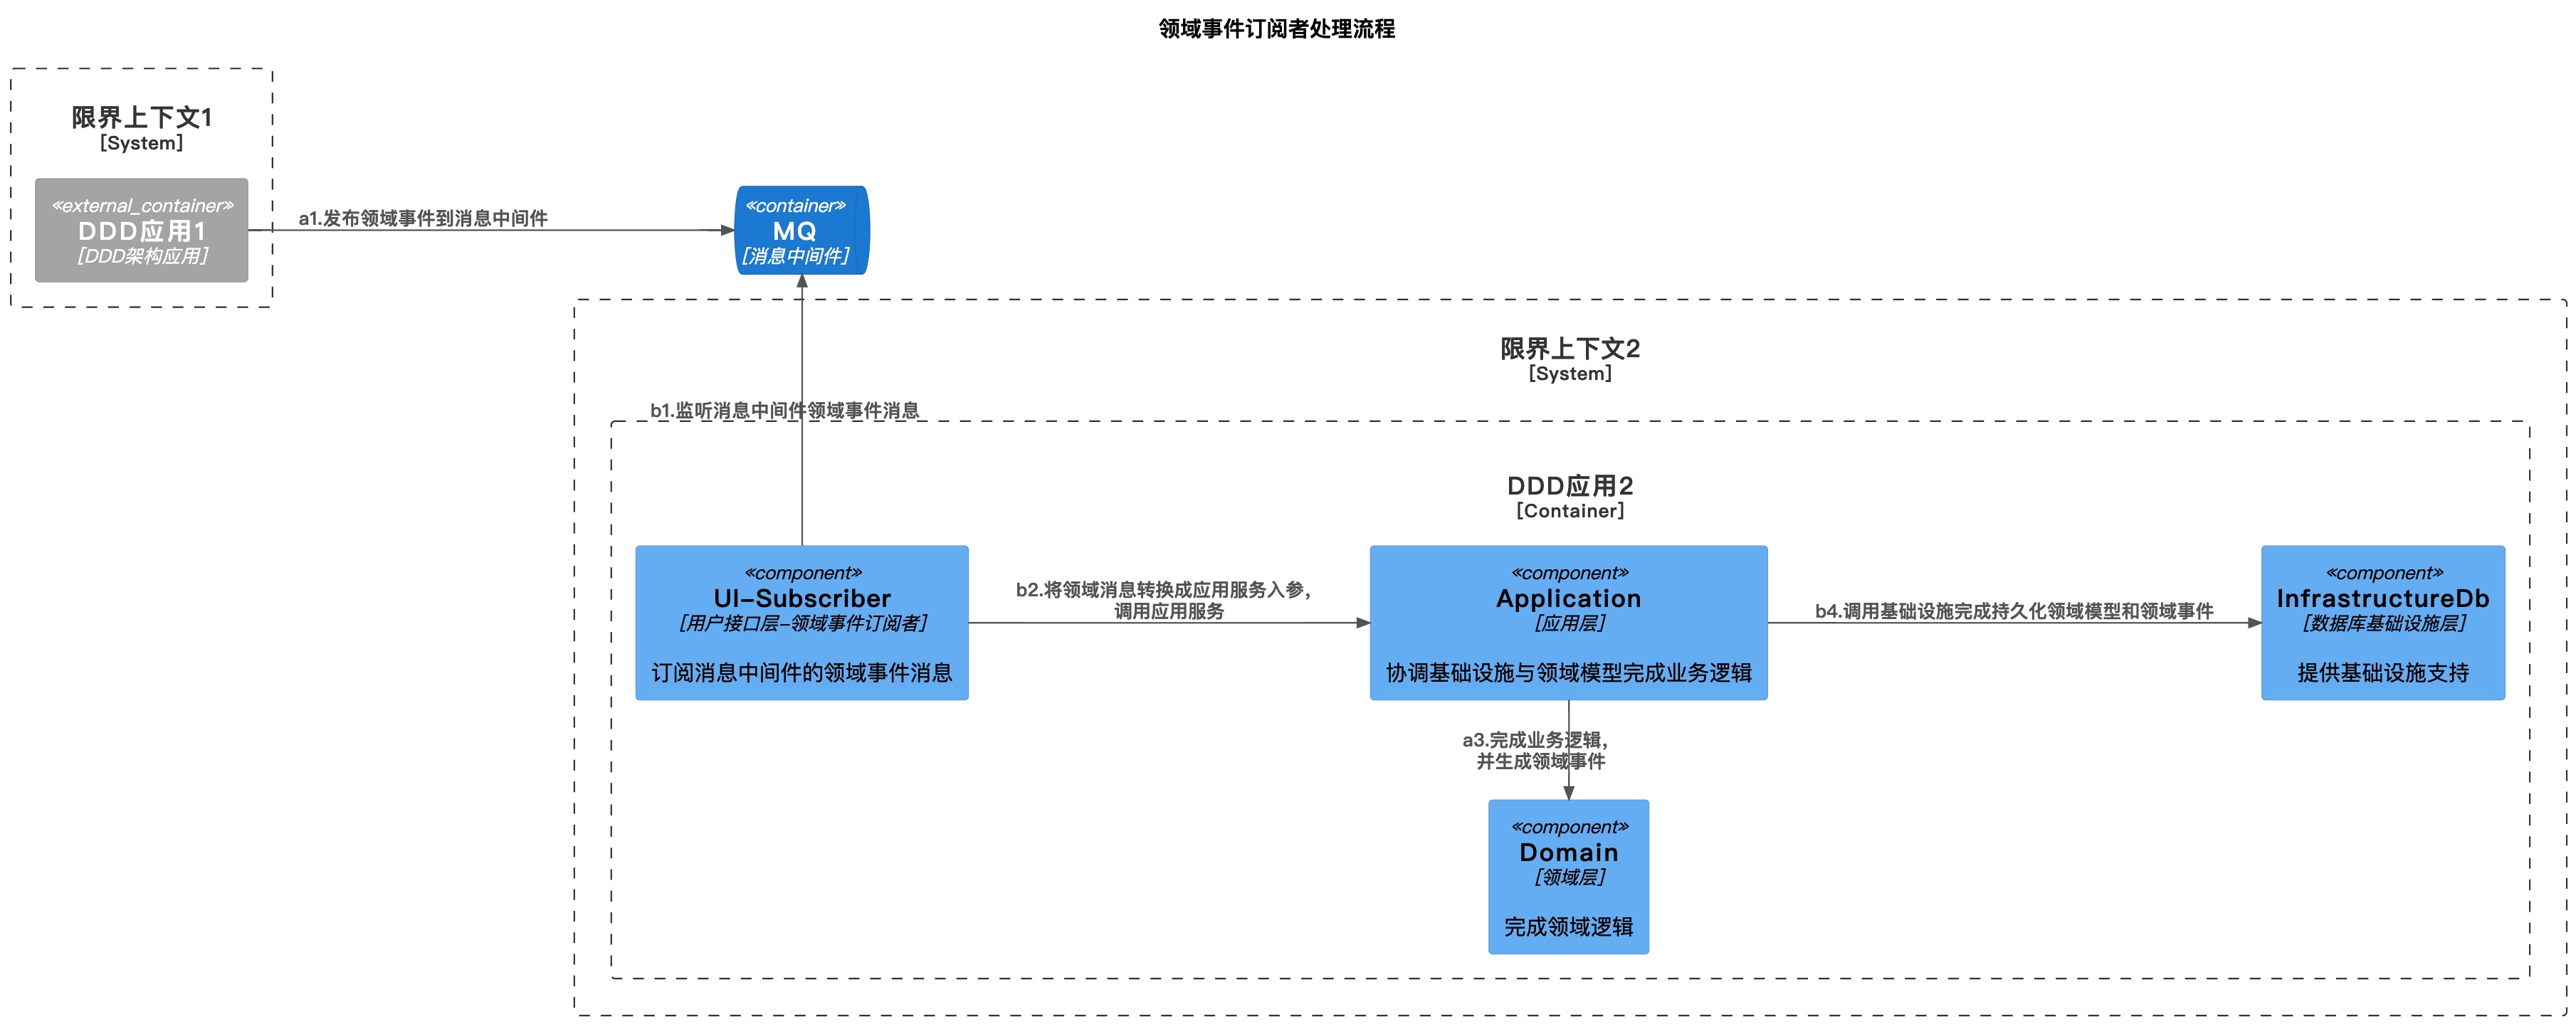 领域事件订阅者处理流程
限界上下文1
[System]
«external_container»
DDD应用1
[DDD架构应用]
a1.发布领域事件到消息中间件
«container»
MQ
[消息中间件]
限界上下文2
[System]
b1.监听消息中间件领域事件消息
DDD应用2
[Container]
«component»
UI-Subscriber
[用户接口层-领域事件订阅者]
订阅消息中间件的领域事件消息
b2.将领域消息转换成应用服务入参，
调用应用服务
«component»
Application
[应用层]
协调基础设施与领域模型完成业务逻辑
b4.调用基础设施完成持久化领域模型和领域事件
«component»
InfrastructureDb
[数据库基础设施层]
提供基础设施支持
a3.完成业务逻辑，
并生成领域事件
«component»
Domain
[领域层]
完成领域逻辑